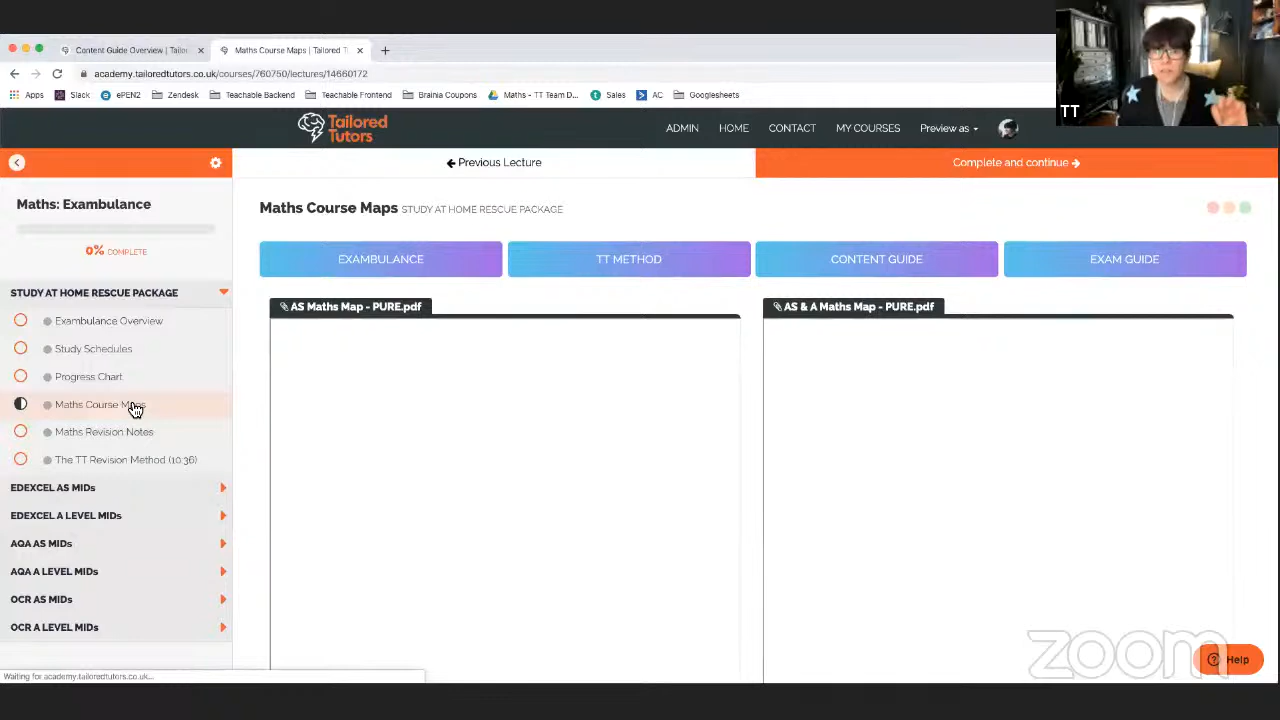 Content Guide Overview | Tailo
Maths Course Maps | Tailored T
academy.tailoredtutors.co.uk/courses/760750/lectures/14660172
Apps Slack ePEN2 Zendesk Teachable Backend Teachable Frontend Brainia Coupons Maths - TT Team D... Sales AC Googlesheets
TT
Tailored
Tutors
ADMIN HOME CONTACT MY COURSES Preview as
Previous Lecture
Complete and continue
Maths: Exambulance
0% COMPLETE
STUDY AT HOME RESCUE PACKAGE
Exambulance Overview
Study Schedules
Progress Chart
Maths Course Maps
Maths Revision Notes
The TT Revision Method (10:36)
EDEXCEL AS MIDs
EDEXCEL A LEVEL MIDs
AQA AS MIDs
AQA A LEVEL MIDs
OCR AS MIDs
OCR A LEVEL MIDs
Maths Course Maps STUDY AT HOME RESCUE PACKAGE
EXAMBULANCE TT METHOD CONTENT GUIDE EXAM GUIDE
AS Maths Map - PURE.pdf
AS & A Maths Map - PURE.pdf
zoom
Help
Waiting for academy.tailoredtutors.co.uk...